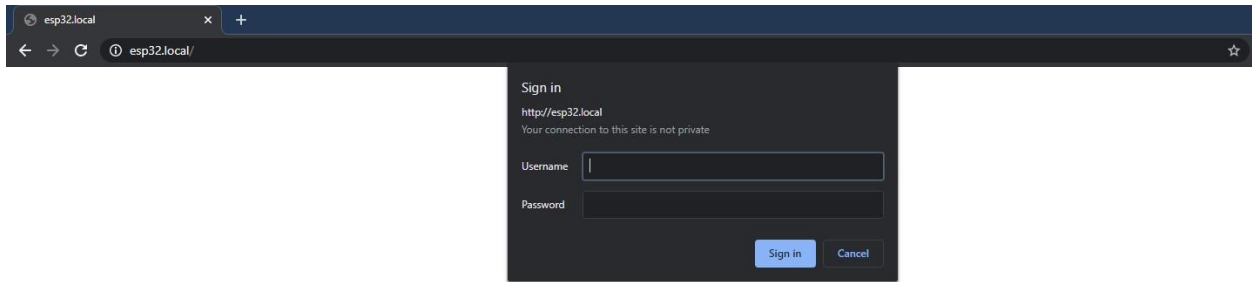 esp32.local
esp32.local/
Sign in
http://esp32.local
Your connection to this site is not private
Username
Password
Sign in Cancel